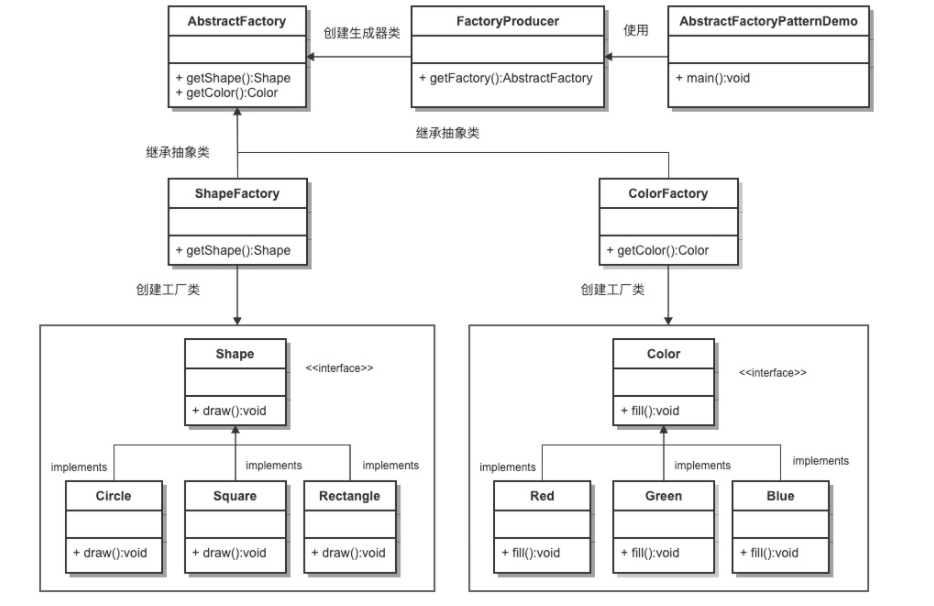 AbstractFactory
FactoryProducer
AbstractFactoryPatternDemo
创建生成器类
使用
+ getShape():Shape
+ getColor():Color
+ getFactory():AbstractFactory
+ main():void
继承抽象类
继承抽象类
ShapeFactory
ColorFactory
+ getShape():Shape
+ getColor():Color
创建工厂类
创建工厂类
Shape
<<interface>>
+ draw():void
Color
<<interface>>
+ fill():void
implements
implements
implements
implements
implements
implements
Circle
Square
Rectangle
Red
Green
Blue
+ draw():void
+ draw():void
+ draw():void
+ fill():void
+ fill():void
+ fill():void